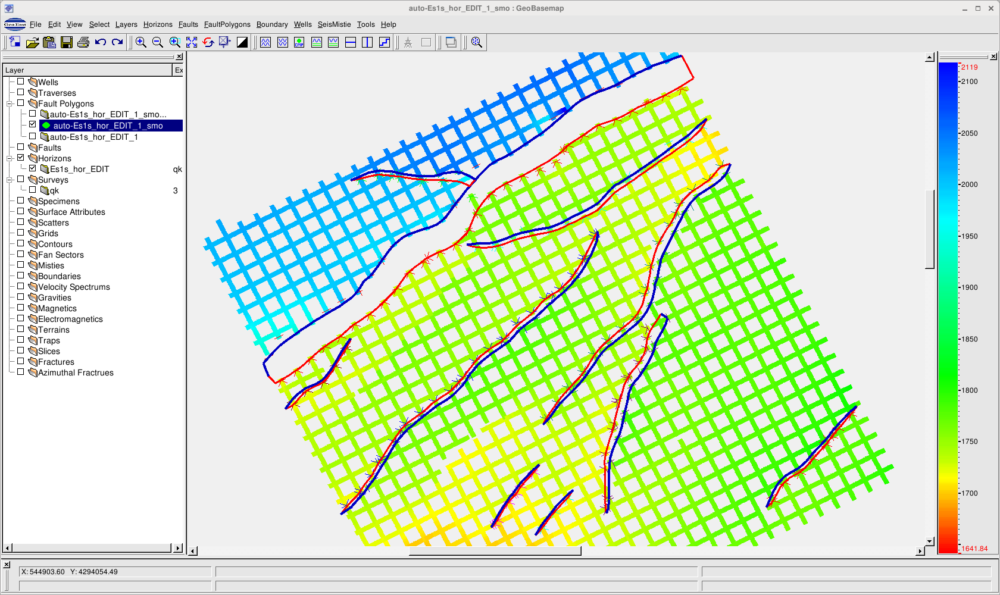 auto-Es1s_hor_EDIT_1_smo : GeoBasemap
File Edit View Select Layers Horizons Faults FaultPolygons Boundary Wells SeisMistie Tools Help
CMP
Layer Ex
Wells
Traverses
Fault Polygons
auto-Es1s_hor_EDIT_1_smo...
auto-Es1s_hor_EDIT_1_smo
auto-Es1s_hor_EDIT_1
Faults
Horizons
Es1s_hor_EDIT qk
Surveys
qk 3
Specimens
Surface Attributes
Scatters
Grids
Contours
Fan Sectors
Misties
Boundaries
Velocity Spectrums
Gravities
Magnetics
Electromagnetics
Terrains
Traps
Slices
Fractures
Azimuthal Fractrues
2119
2100
2050
2000
1950
1900
1850
1800
1750
1700
1641.84
X: 544903.60 Y: 4294054.49